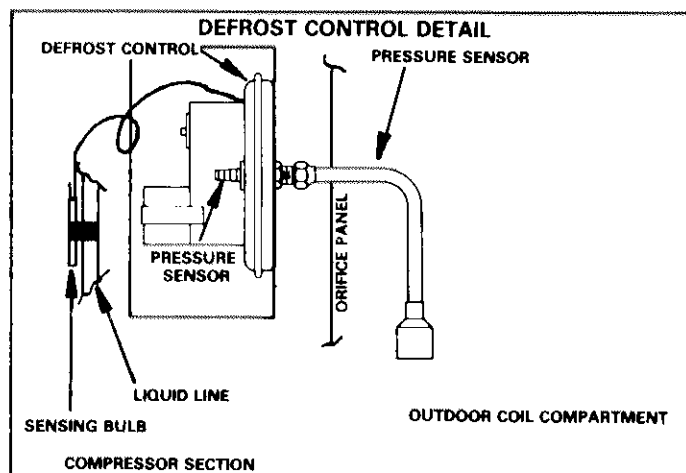 DEFROST CONTROL DETAIL
DEFROST CONTROL
PRESSURE SENSOR
PRESSURE
SENSOR
ORIFICE PANEL
LIQUID LINE
SENSING BULB
OUTDOOR COIL COMPARTMENT
COMPRESSOR SECTION